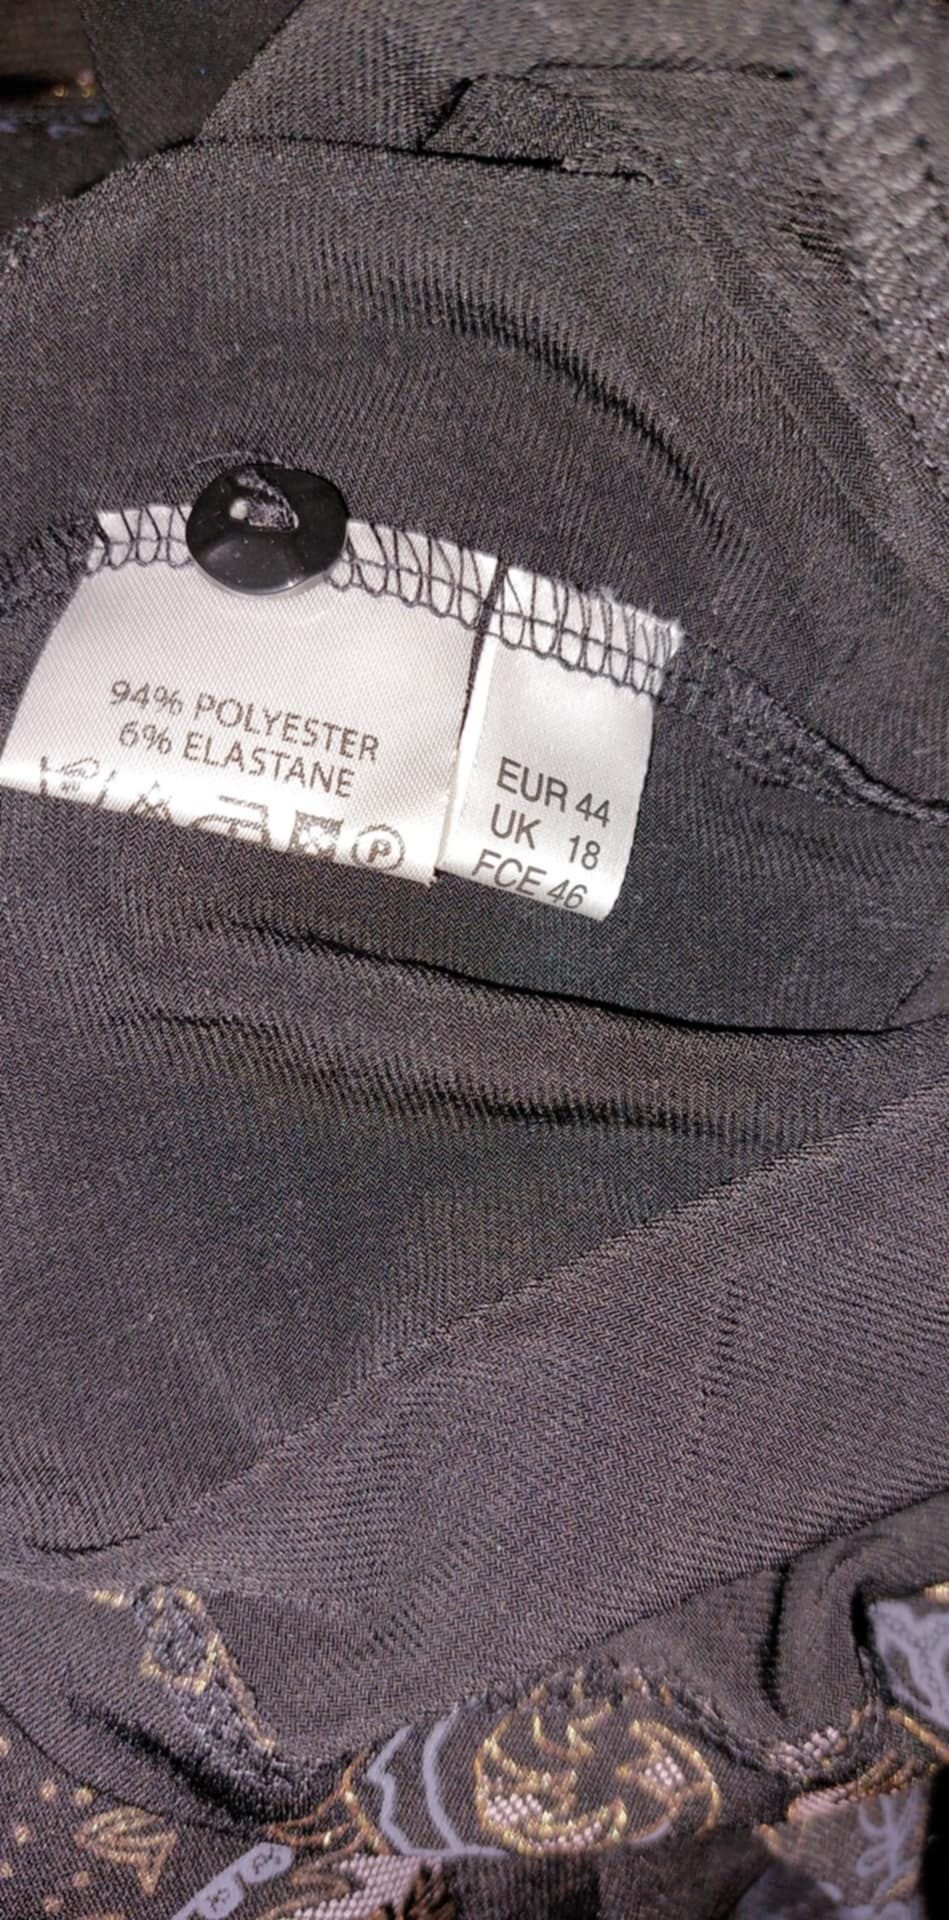 94% POLYESTER
6% ELASTANE
P
EUR 44
UK 18
FCE 46